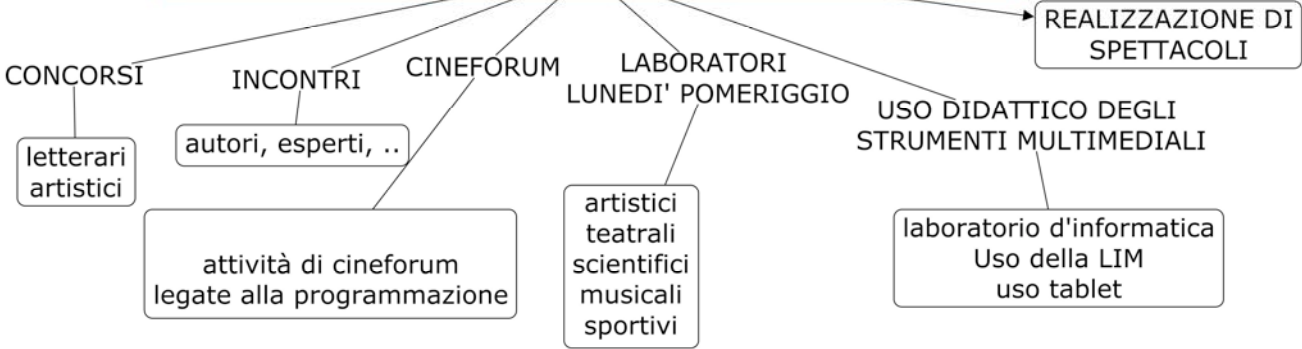 REALIZZAZIONE DI
SPETTACOLI
CONCORSI
INCONTRI
CINEFORUM
LABORATORI
LUNEDI' POMERIGGIO
USO DIDATTICO DEGLI
STRUMENTI MULTIMEDIALI
letterari
artistici
autori, esperti, ..
attività di cineforum
legate alla programmazione
artistici
teatrali
scientifici
musicali
sportivi
laboratorio d'informatica
Uso della LIM
uso tablet